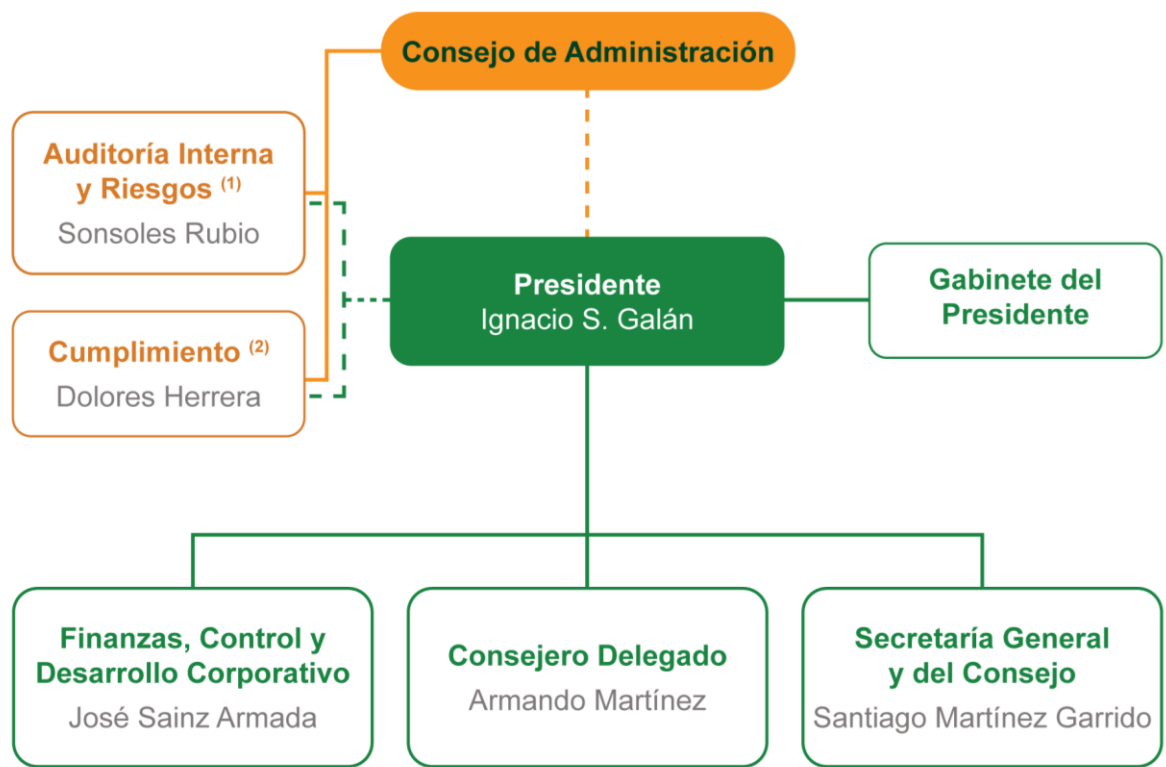 Consejo de Administración
Auditoría Interna
y Riesgos (1)
Sonsoles Rubio
Cumplimiento (2)
Dolores Herrera
Presidente
Ignacio S. Galán
Gabinete del
Presidente
Finanzas, Control y
Desarrollo Corporativo
José Sainz Armada
Consejero Delegado
Armando Martínez
Secretaría General
y del Consejo
Santiago Martínez Garrido